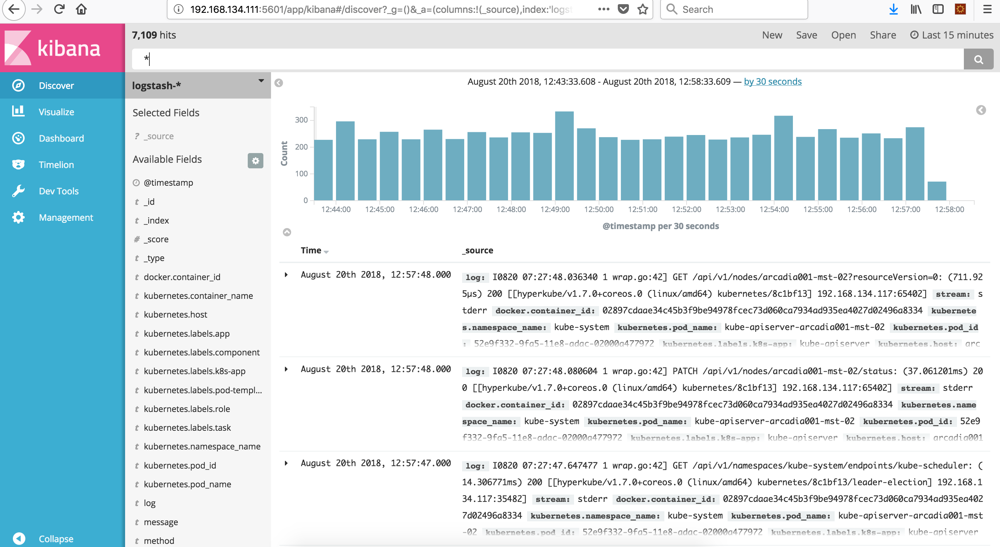 192.168.134.111:5601/app/kibana#/discover?_g=()&_a=(columns:!(_source),index:'logst
Search
kibana
7,109 hits
New Save Open Share Last 15 minutes
*
Discover
Visualize
Dashboard
Timelion
Dev Tools
Management
Collapse
logstash-*
Selected Fields
? _source
Available Fields
@timestamp
t _id
t _index
# _score
t _type
t docker.container_id
t kubernetes.container_name
t kubernetes.host
t kubernetes.labels.app
t kubernetes.labels.component
t kubernetes.labels.k8s-app
t kubernetes.labels.pod-templ...
t kubernetes.labels.role
t kubernetes.labels.task
t kubernetes.namespace_name
t kubernetes.pod_id
t kubernetes.pod_name
t log
t message
t method
August 20th 2018, 12:43:33.608 - August 20th 2018, 12:58:33.609 — by 30 seconds
Count
300
200
100
0
12:44:00 12:45:00 12:46:00 12:47:00 12:48:00 12:49:00 12:50:00 12:51:00 12:52:00 12:53:00 12:54:00 12:55:00 12:56:00 12:57:00 12:58:00
@timestamp per 30 seconds
Time _source
August 20th 2018, 12:57:48.000 log: I0820 07:27:48.036340 1 wrap.go:42] GET /api/v1/nodes/arcadia001-mst-02?resourceVersion=0: (711.92
5µs) 200 [[hyperkube/v1.7.0+coreos.0 (linux/amd64) kubernetes/8c1bf13] 192.168.134.117:65402] stream: s
tderr docker.container_id: 02897cdaae34c45b3f9be94978fcec73d060ca7934ad935ea4027d02496a8334 kubernete
s.namespace_name: kube-system kubernetes.pod_name: kube-apiserver-arcadia001-mst-02 kubernetes.pod_id
: 52e9f332-9fa5-11e8-adac-02000a477972 kubernetes.labels.k8s-app: kube-apiserver kubernetes.host: arc
August 20th 2018, 12:57:48.000 log: I0820 07:27:48.080604 1 wrap.go:42] PATCH /api/v1/nodes/arcadia001-mst-02/status: (37.061201ms) 20
0 [[hyperkube/v1.7.0+coreos.0 (linux/amd64) kubernetes/8c1bf13] 192.168.134.117:65402] stream: stderr
docker.container_id: 02897cdaae34c45b3f9be94978fcec73d060ca7934ad935ea4027d02496a8334 kubernetes.name
space_name: kube-system kubernetes.pod_name: kube-apiserver-arcadia001-mst-02 kubernetes.pod_id: 52e9
f332-9fa5-11e8-adac-02000a477972 kubernetes.labels.k8s-app: kube-apiserver kubernetes.host: arcadia001
August 20th 2018, 12:57:47.000 log: I0820 07:27:47.647477 1 wrap.go:42] GET /api/v1/namespaces/kube-system/endpoints/kube-scheduler: (
14.306771ms) 200 [[hyperkube/v1.7.0+coreos.0 (linux/amd64) kubernetes/8c1bf13/leader-election] 192.168.1
34.117:35482] stream: stderr docker.container_id: 02897cdaae34c45b3f9be94978fcec73d060ca7934ad935ea402
7d02496a8334 kubernetes.namespace_name: kube-system kubernetes.pod_name: kube-apiserver-arcadia001-mst
-02 kubernetes.pod_id: 52e9f332-9fa5-11e8-adac-02000a477972 kubernetes.labels.k8s-app: kube-apiserver